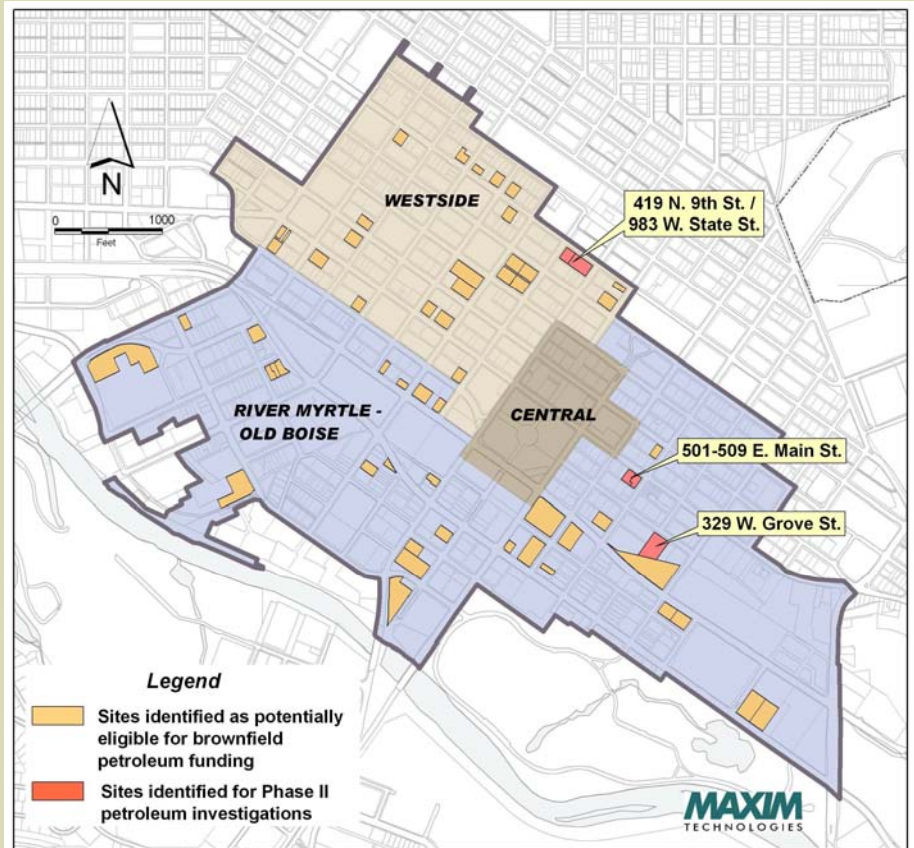 N
0 1000
Feet
WESTSIDE
419 N. 9th St. /
983 W. State St.
RIVER MYRTLE -
OLD BOISE
CENTRAL
501-509 E. Main St.
329 W. Grove St.
Legend
Sites identified as potentially
eligible for brownfield
petroleum funding
Sites identified for Phase II
petroleum investigations
MAXIM
TECHNOLOGIES